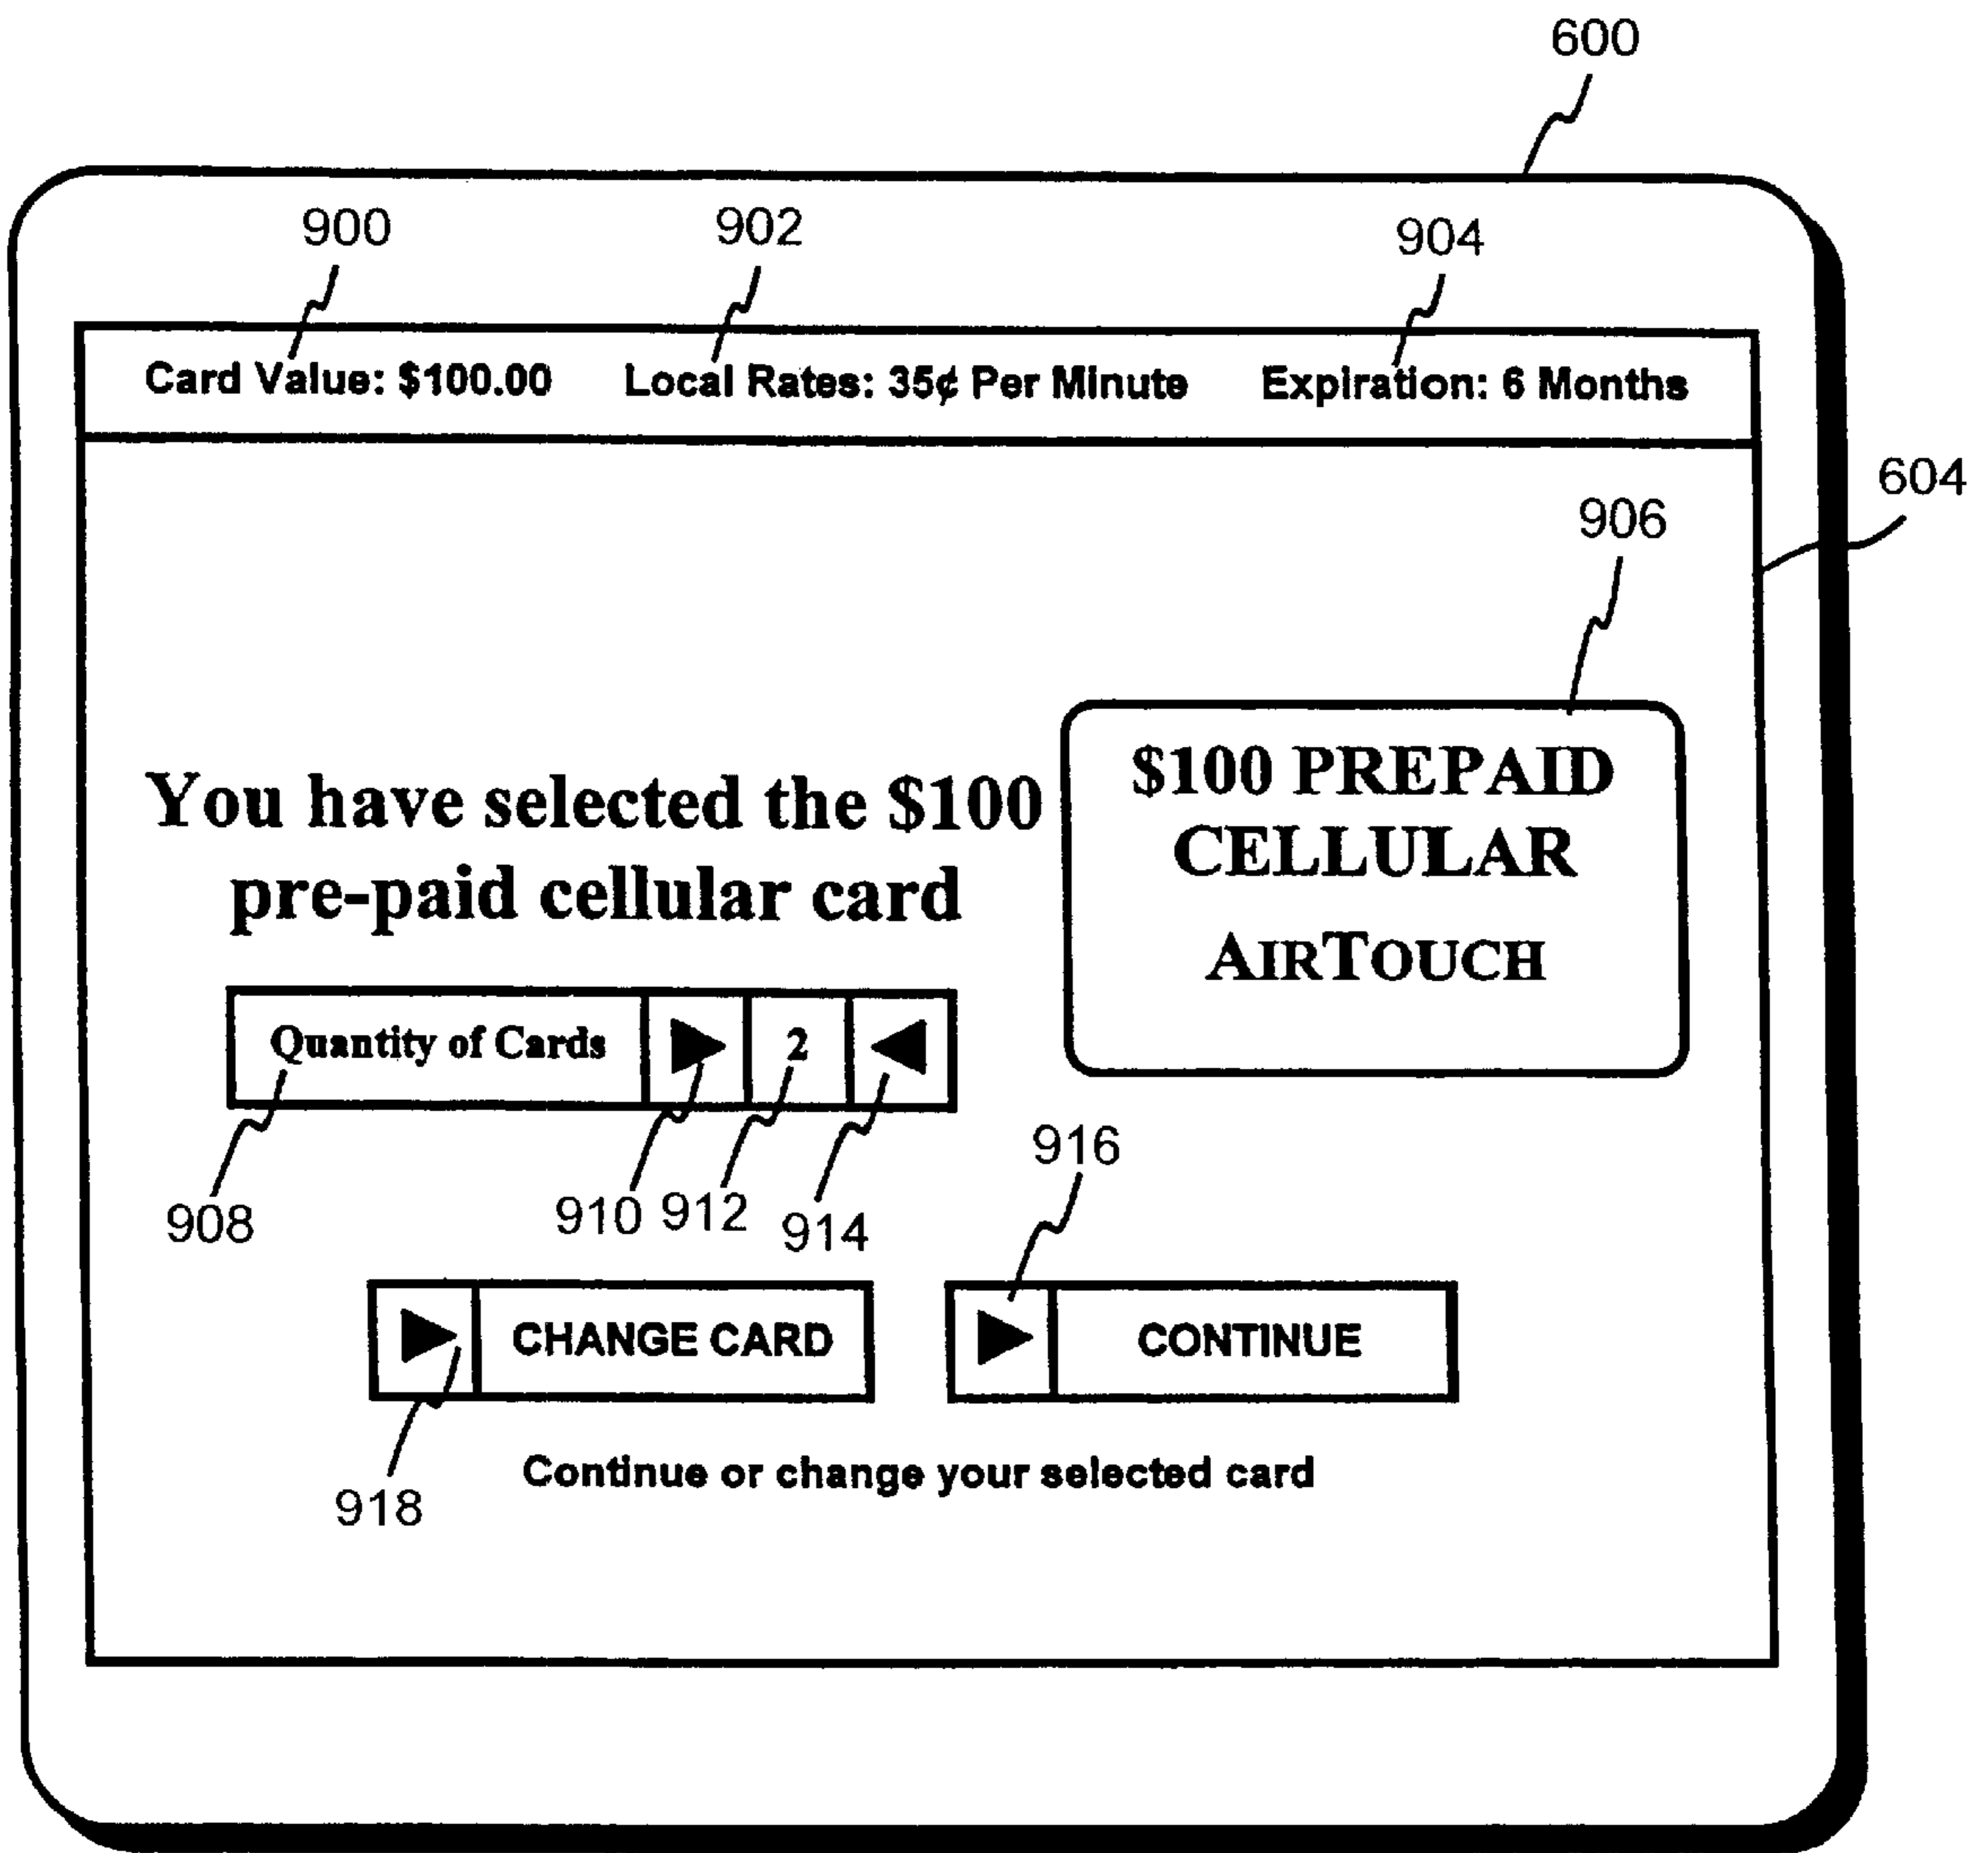 600
900
902
904
Card Value: $100.00 Local Rates: 35¢ Per Minute Expiration: 6 Months
604
906
You have selected the $100
pre-paid cellular card
$100 PREPAID
CELLULAR
AIRTOUCH
Quantity of Cards 2
908
910
912
914
916
CHANGE CARD
CONTINUE
918
Continue or change your selected card